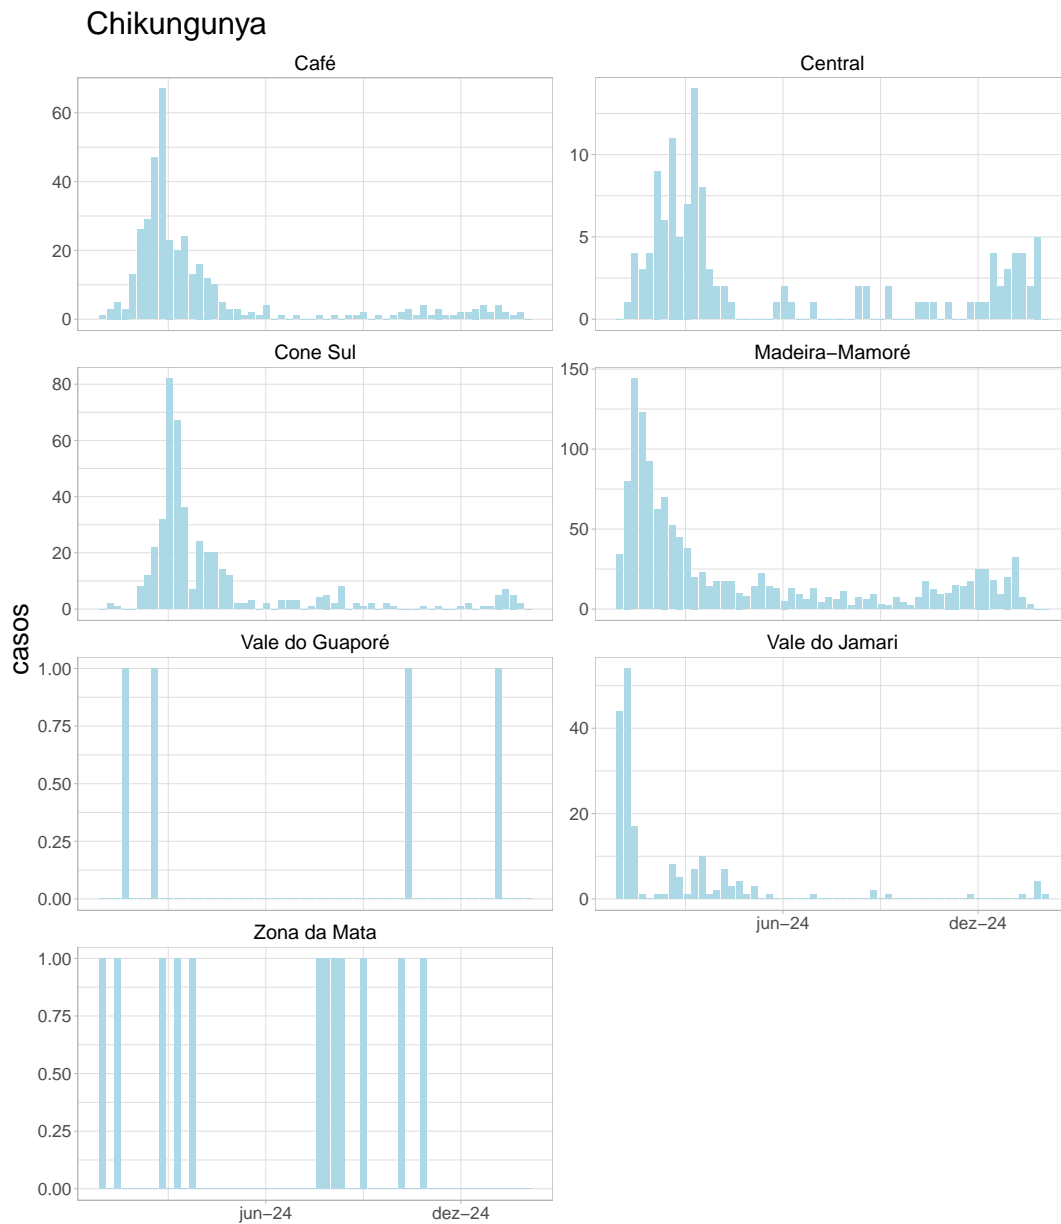 Chikungunya
Café
Central
60
40
20
0
10
5
0
Cone Sul
Madeira−Mamoré
80
60
40
20
0
150
100
50
0
casos
Vale do Guaporé
Vale do Jamari
1.00
0.75
0.50
0.25
0.00
40
20
0
jun−24
dez−24
Zona da Mata
1.00
0.75
0.50
0.25
0.00
jun−24
dez−24